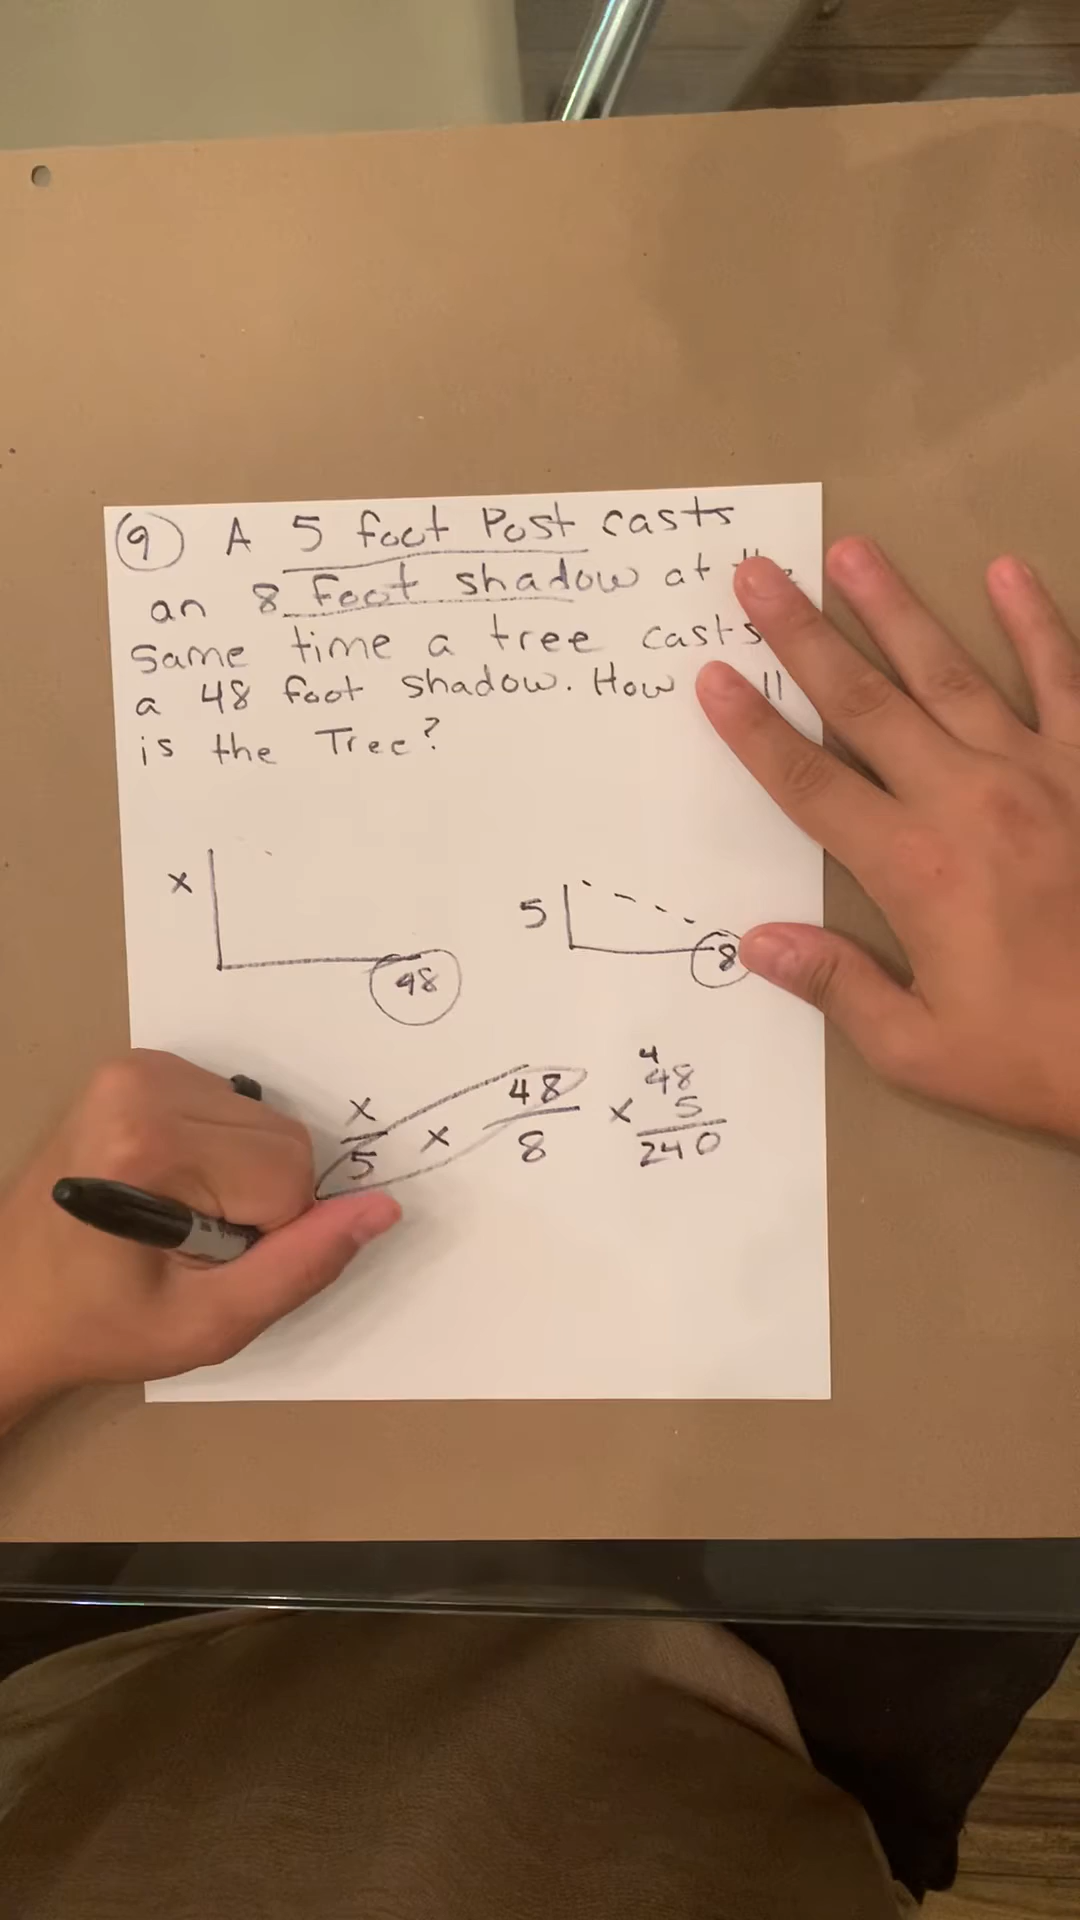 9 A 5 foot Post casts
an 8 foot shadow at
same time a tree casts
a 48 foot shadow. How
is the Tree?
x
48
5
8
x
5
x
48
8
4
48
x 5
240